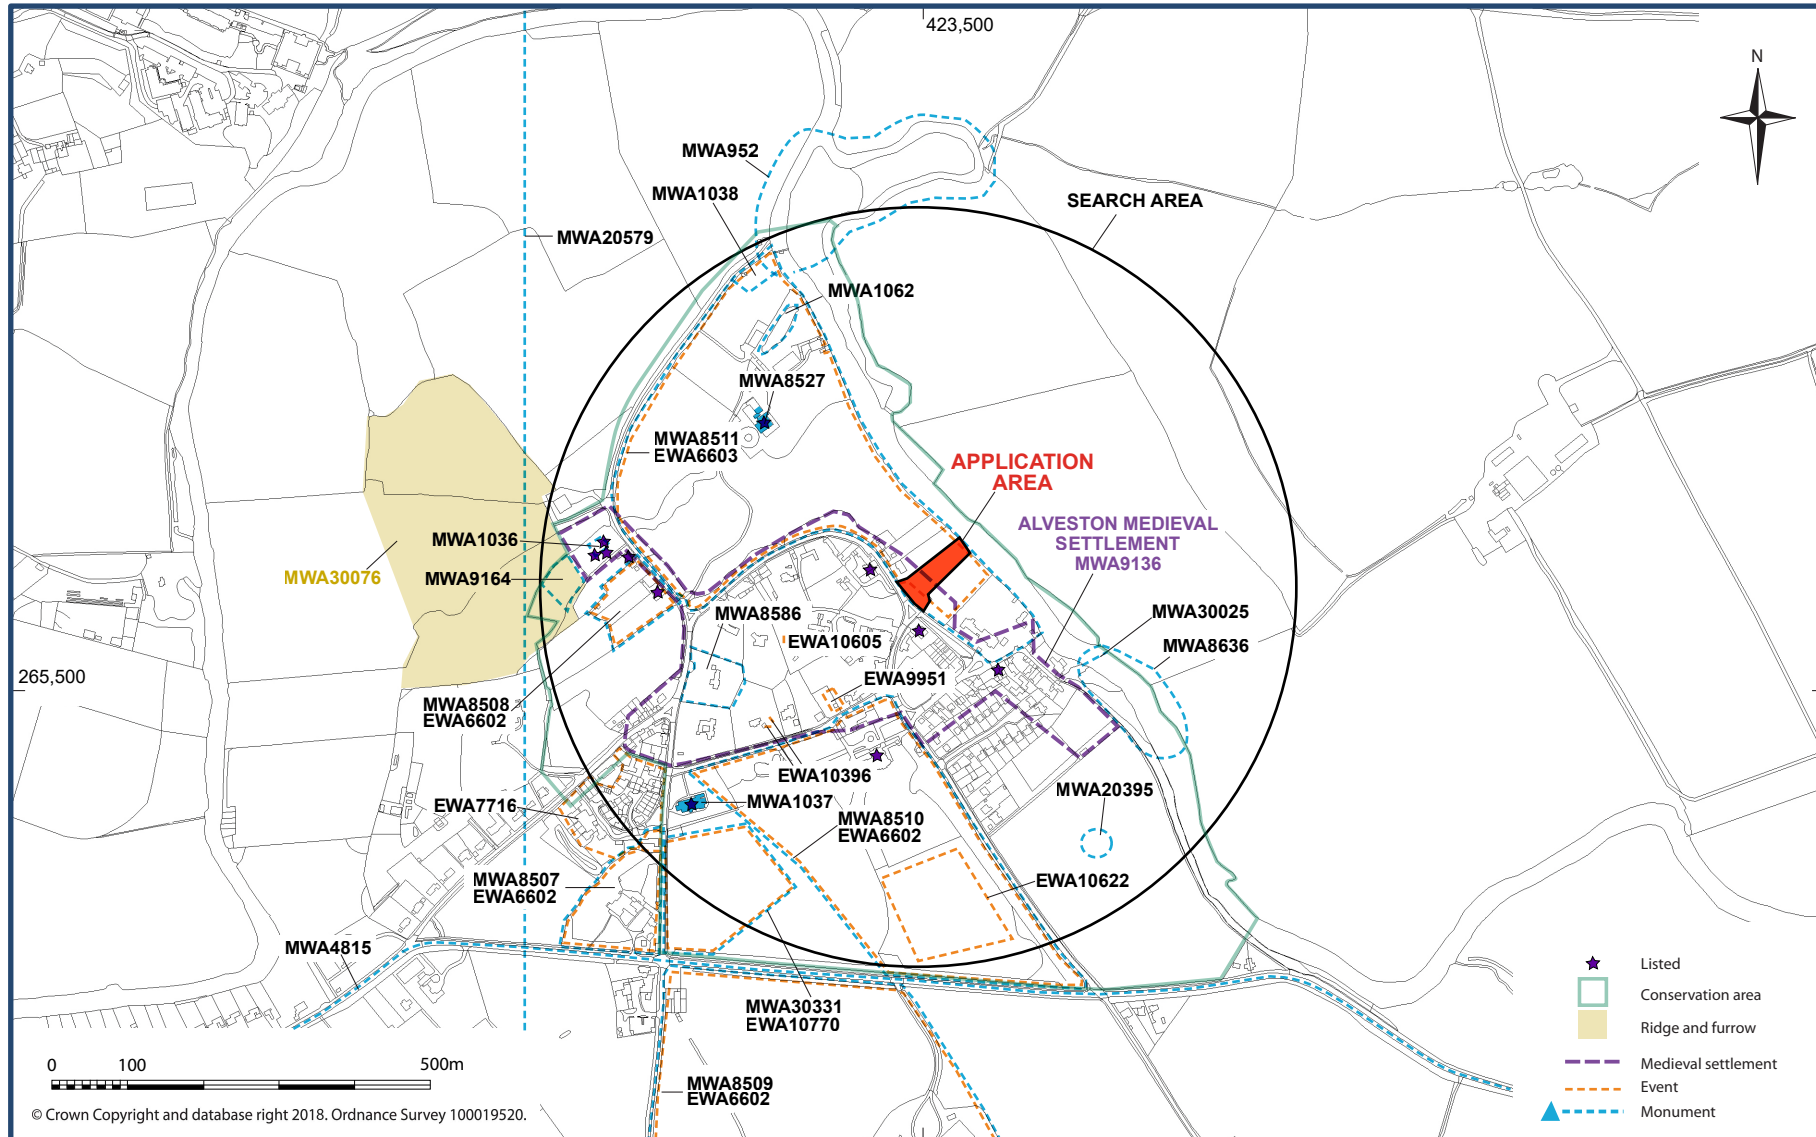 423,500
N
MWA952
MWA1038
SEARCH AREA
MWA20579
MWA1062
MWA8527
MWA8511
EWA6603
APPLICATION
AREA
ALVESTON MEDIEVAL
SETTLEMENT
MWA9136
MWA1036
MWA30076
MWA9164
MWA8586
MWA30025
EWA10605
MWA8636
265,500
EWA9951
MWA8508
EWA6602
EWA10396
EWA7716
MWA1037
MWA20395
MWA8510
EWA6602
MWA8507
EWA6602
EWA10622
MWA4815
MWA30331
EWA10770
MWA8509
EWA6602
Listed
Conservation area
Ridge and furrow
Medieval settlement
Event
Monument
0 100 500m
© Crown Copyright and database right 2018. Ordnance Survey 100019520.